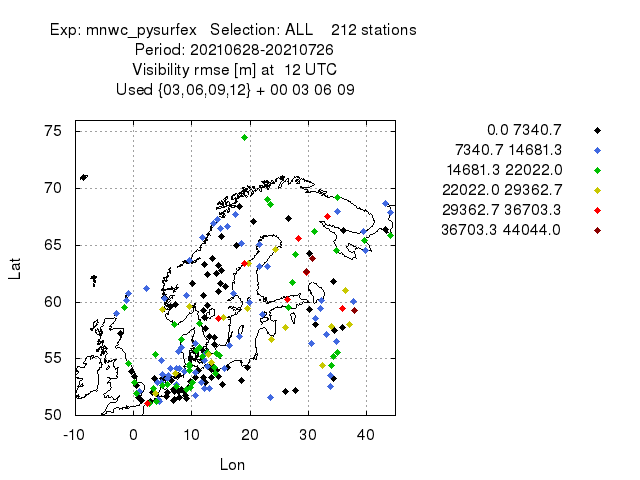 Exp: mnwc_pysurfex   Selection: ALL    212 stations
Period: 20210628-20210726
Visibility rmse [m] at  12 UTC
Used {03,06,09,12} + 00 03 06 09
0.0 7340.7
7340.7 14681.3
14681.3 22022.0
22022.0 29362.7
29362.7 36703.3
36703.3 44044.0
75
70
65
60
55
50
Lat
-10 0 10 20 30 40
Lon